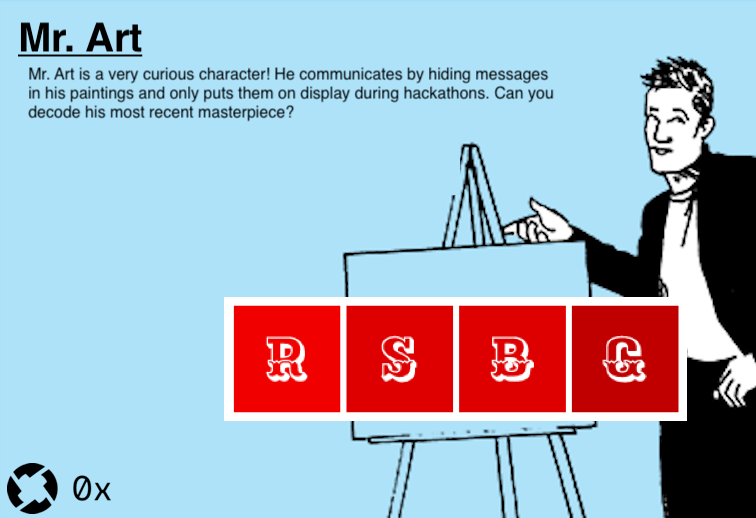 Mr. Art
Mr. Art is a very curious character! He communicates by hiding messages
in his paintings and only puts them on display during hackathons. Can you
decode his most recent masterpiece?
R S B G
0x